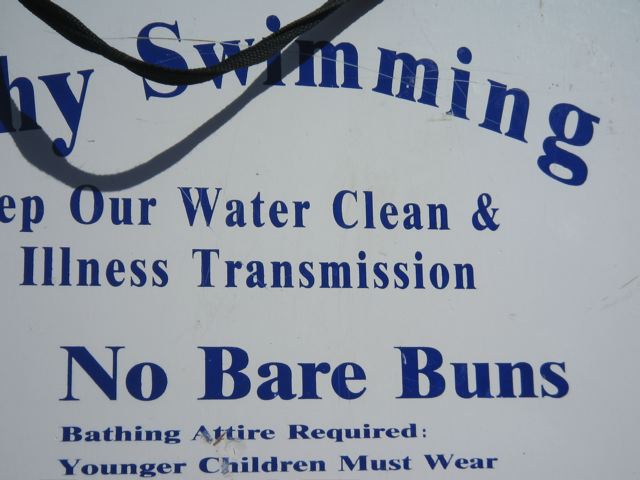 hy Swimming
ep Our Water Clean &
Illness Transmission
No Bare Buns
Bathing Attire Required:
Younger Children Must Wear